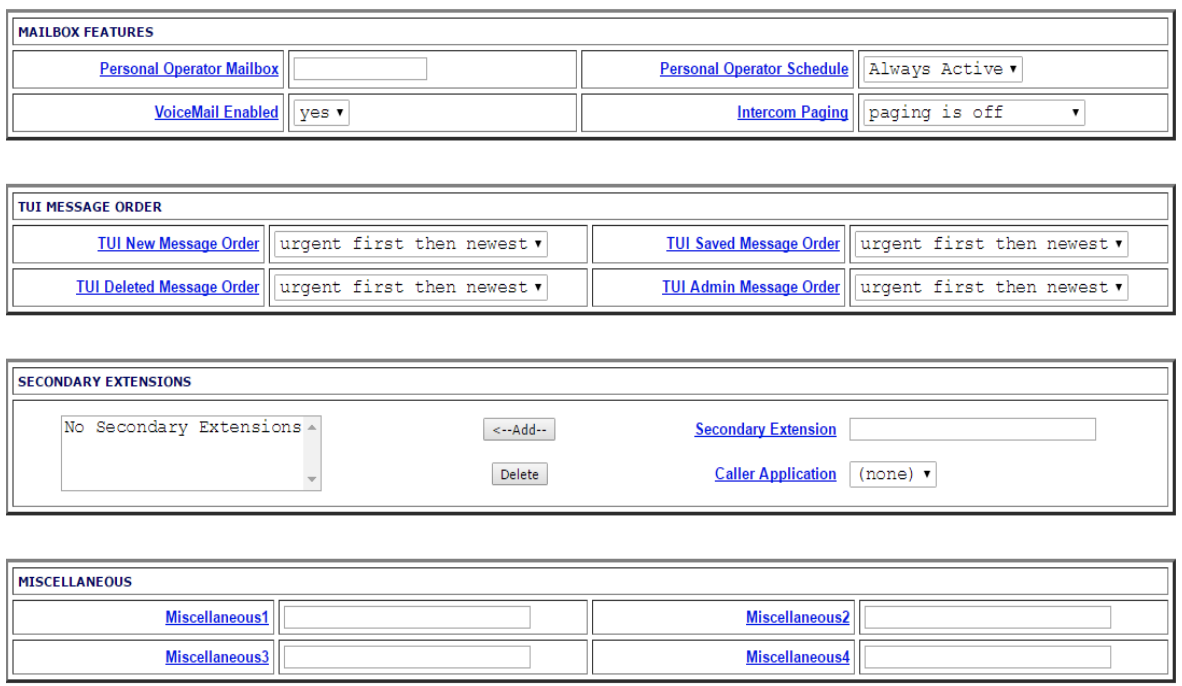 MAILBOX FEATURES
Personal Operator Mailbox Personal Operator Schedule Always Active
VoiceMail Enabled yes Intercom Paging paging is off
TUI MESSAGE ORDER
TUI New Message Order urgent first then newest TUI Saved Message Order urgent first then newest
TUI Deleted Message Order urgent first then newest TUI Admin Message Order urgent first then newest
SECONDARY EXTENSIONS
No Secondary Extensions <--Add-- Secondary Extension
Delete Caller Application (none)
MISCELLANEOUS
Miscellaneous1 Miscellaneous2
Miscellaneous3 Miscellaneous4